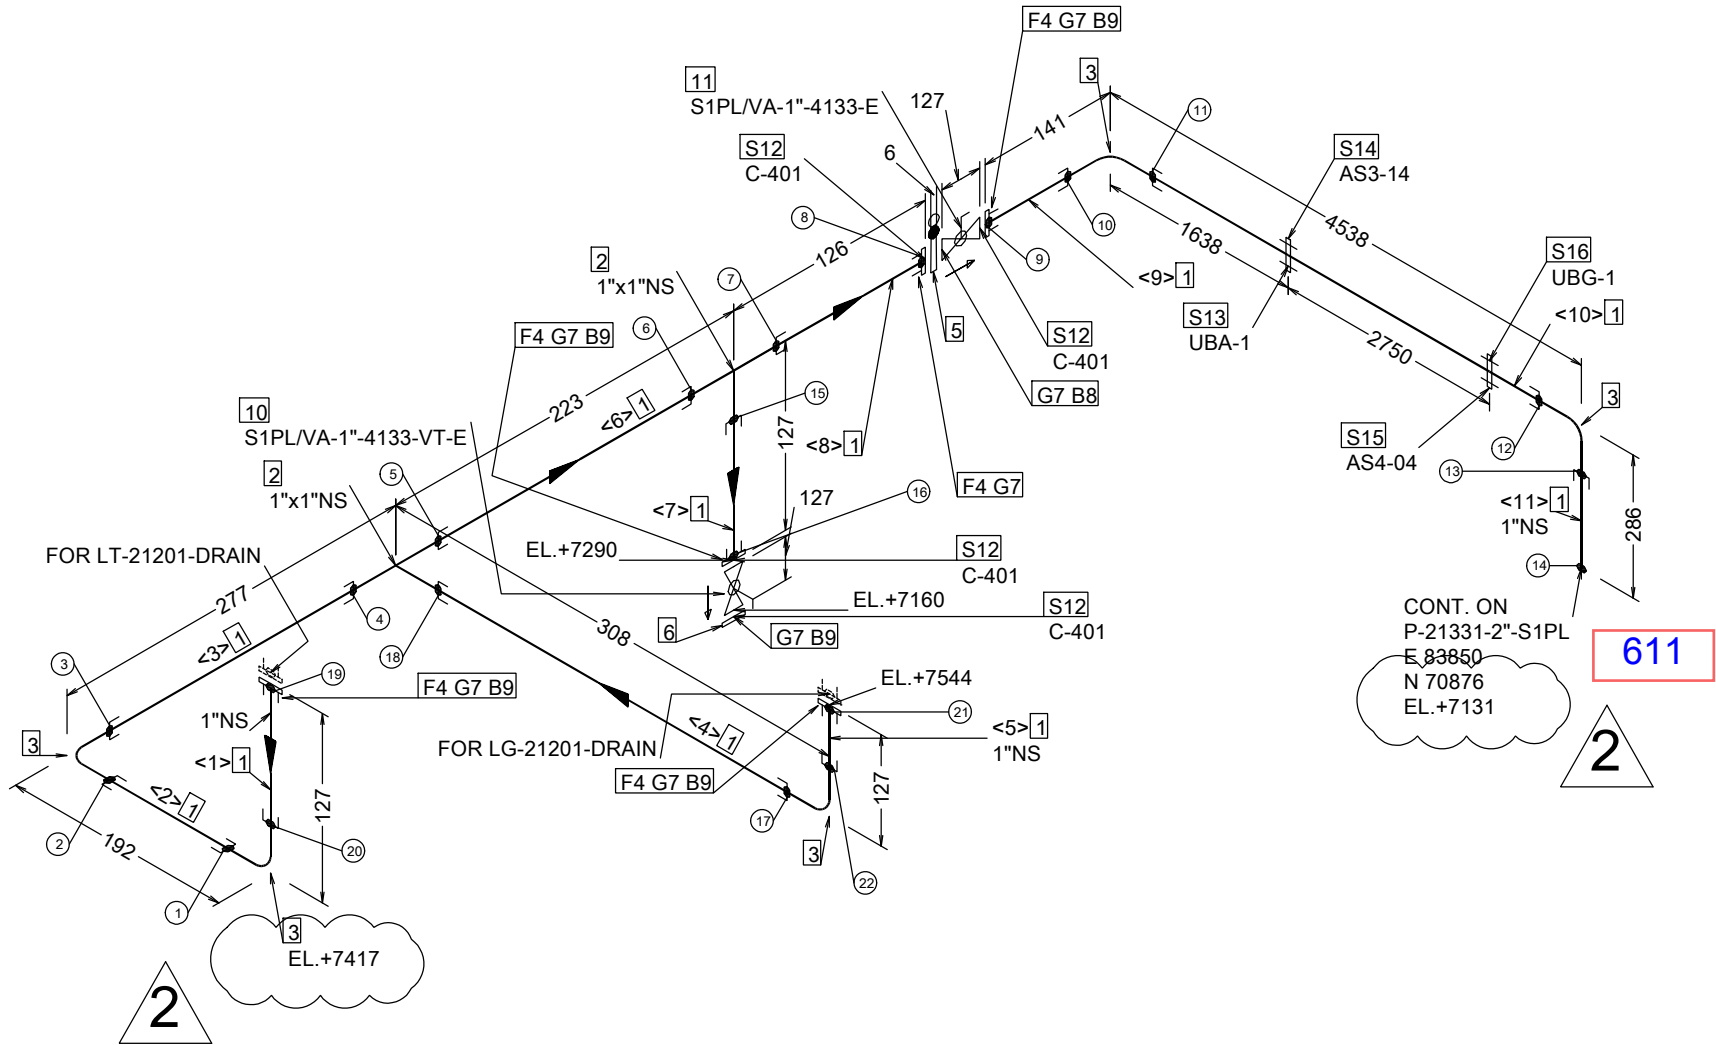 F4 G7 B9
3
11
S1PL/VA-1"-4133-E
127
141
11
S12
C-401
6
S14
AS3-14
4538
1638
8
10
126
9
<9> 1
S16
UBG-1
<10> 1
2
1"x1"NS
7
F4 G7 B9
6
5
S12
C-401
G7 B8
S13
UBA-1
2750
3
223
<6> 1
15
127
<8> 1
10
S1PL/VA-1"-4133-VT-E
2
1"x1"NS
5
F4 G7
S15
AS4-04
12
13
<11> 1
1"NS
286
14
FOR LT-21201-DRAIN
277
<7> 1
16
127
EL.+7290
S12
C-401
EL.+7160
S12
C-401
6
G7 B9
4
18
308
<3> 1
3
19
F4 G7 B9
CONT. ON
P-21331-2"-S1PL
E 83850
N 70876
EL.+7131
611
2
EL.+7544
21
<5> 1
1"NS
<4> 1
FOR LG-21201-DRAIN
F4 G7 B9
17
127
3
22
3
1"NS
<1> 1
127
<2> 1
2
192
20
1
3
EL.+7417
2